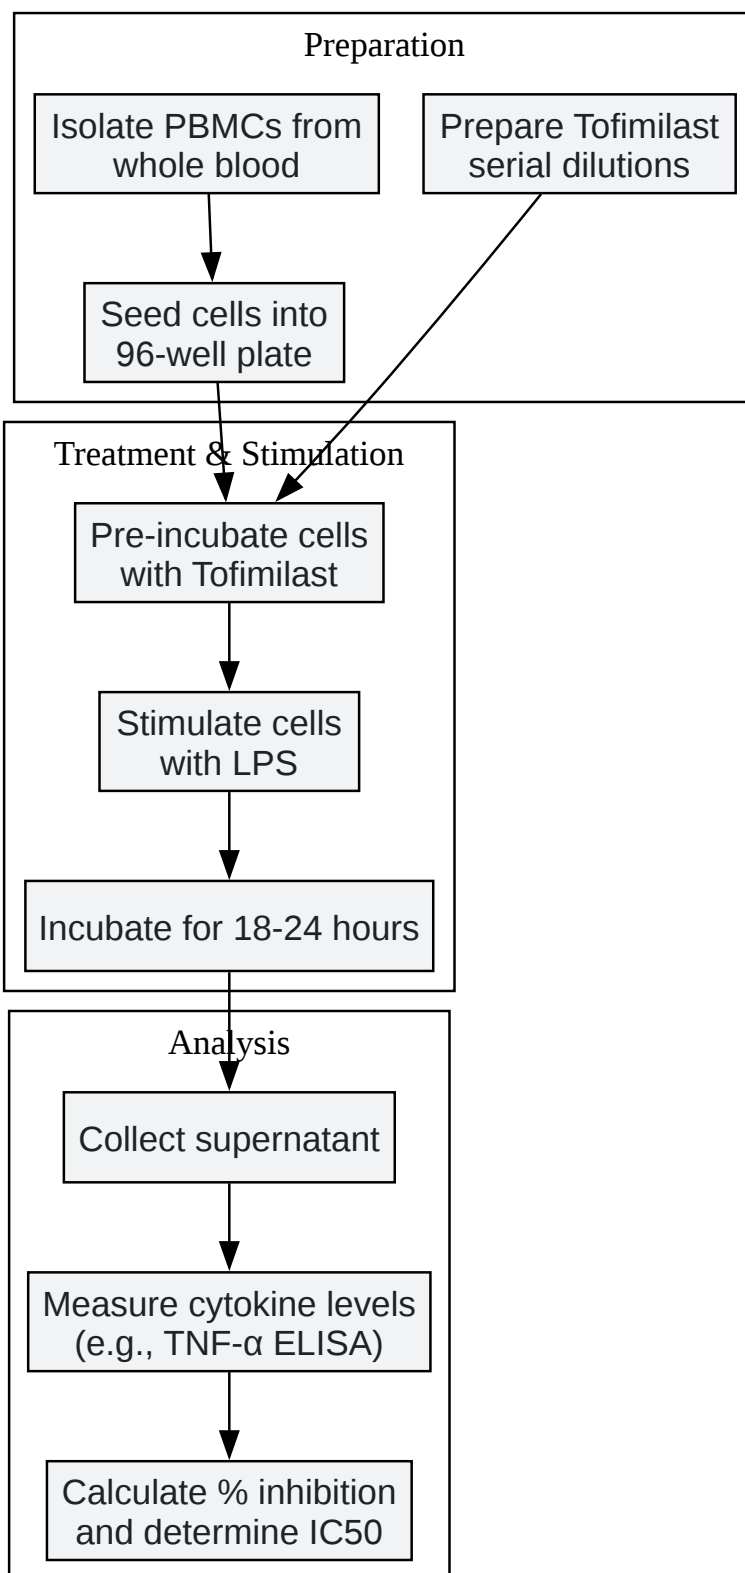 Preparation
Isolate PBMCs from
whole blood
Prepare Tofimilast
serial dilutions
Seed cells into
96-well plate
Treatment & Stimulation
Pre-incubate cells
with Tofimilast
Stimulate cells
with LPS
Incubate for 18-24 hours
Analysis
Collect supernatant
Measure cytokine levels
(e.g., TNF-α ELISA)
Calculate % inhibition
and determine IC50